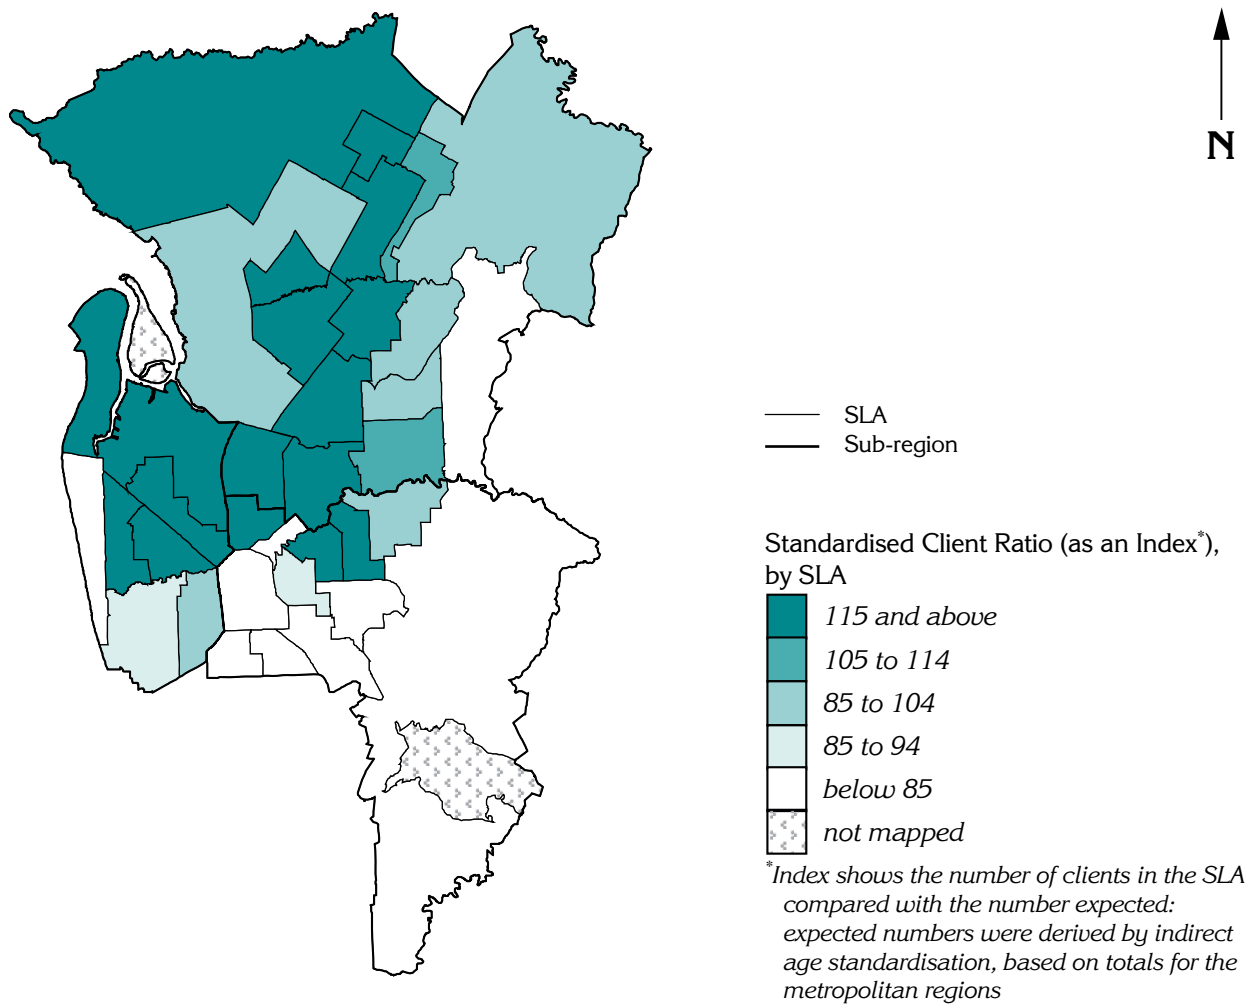 N
SLA
Sub-region
Standardised Client Ratio (as an Index*),
by SLA
115 and above
105 to 114
85 to 104
85 to 94
below 85
not mapped
*Index shows the number of clients in the SLA
compared with the number expected:
expected numbers were derived by indirect
age standardisation, based on totals for the
metropolitan regions